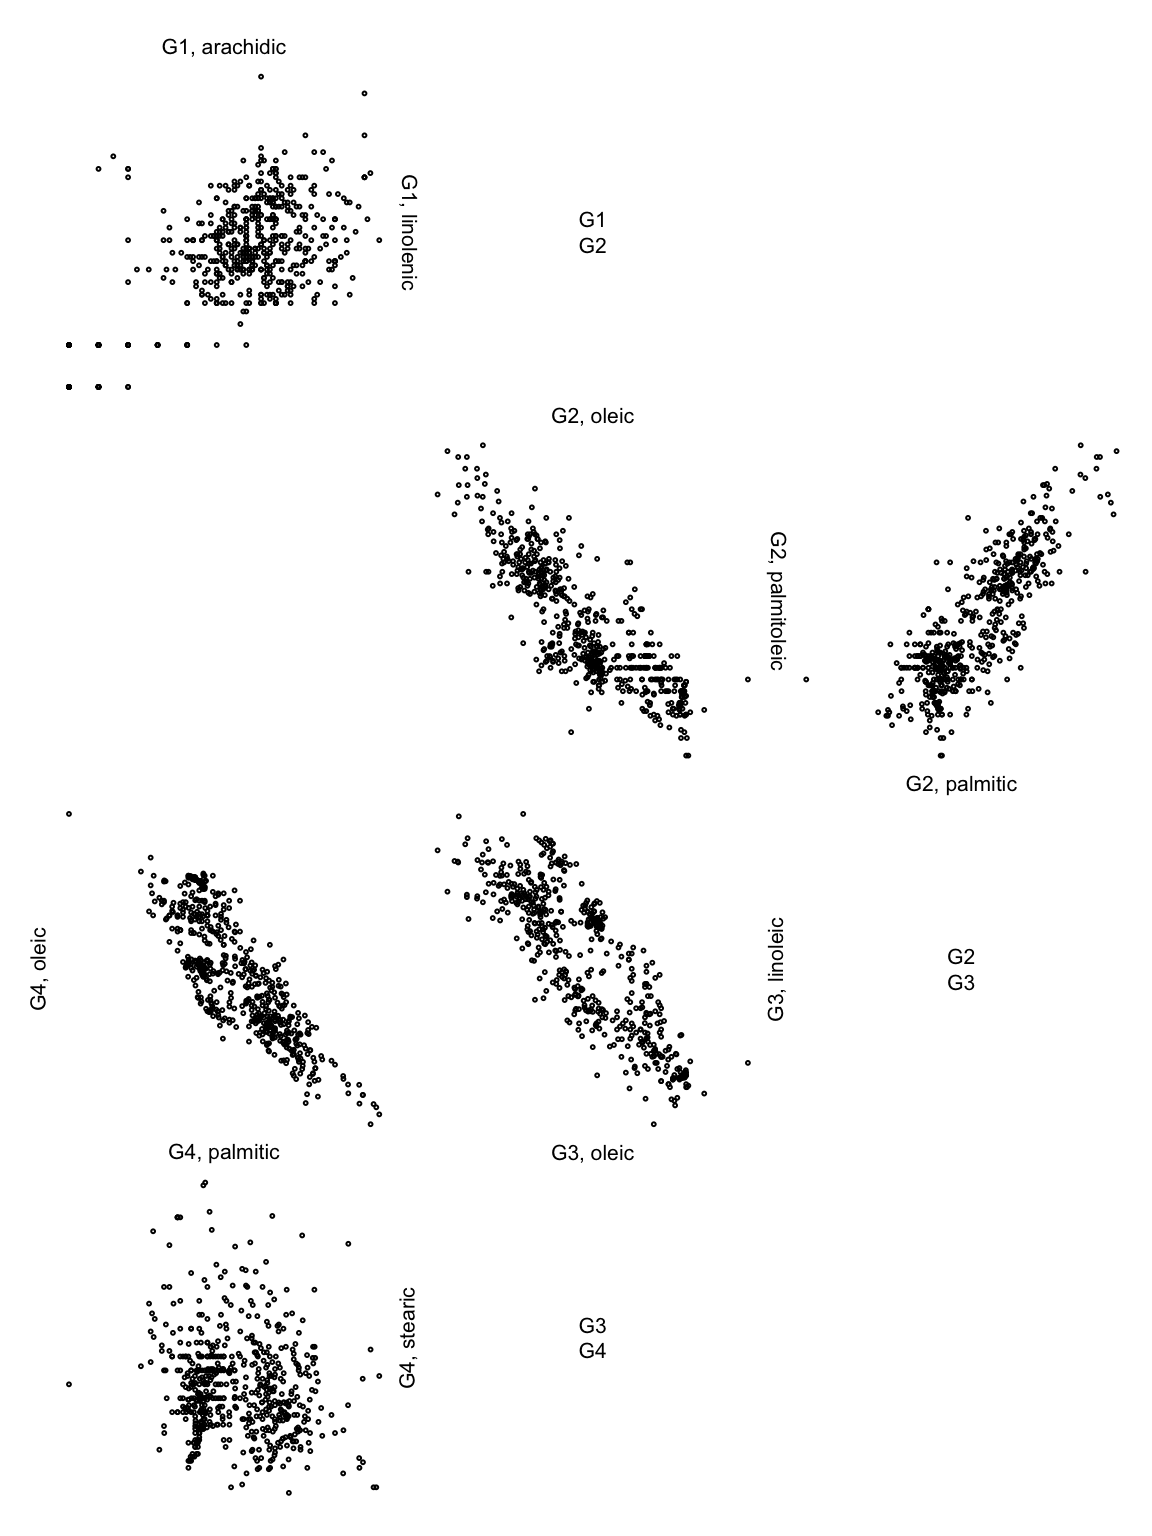 G1, arachidic
G1, linolenic
G1
G2
G2, oleic
G2, palmitoleic
G2, palmitic
G4, oleic
G3, linoleic
G2
G3
G4, palmitic
G3, oleic
G4, stearic
G3
G4